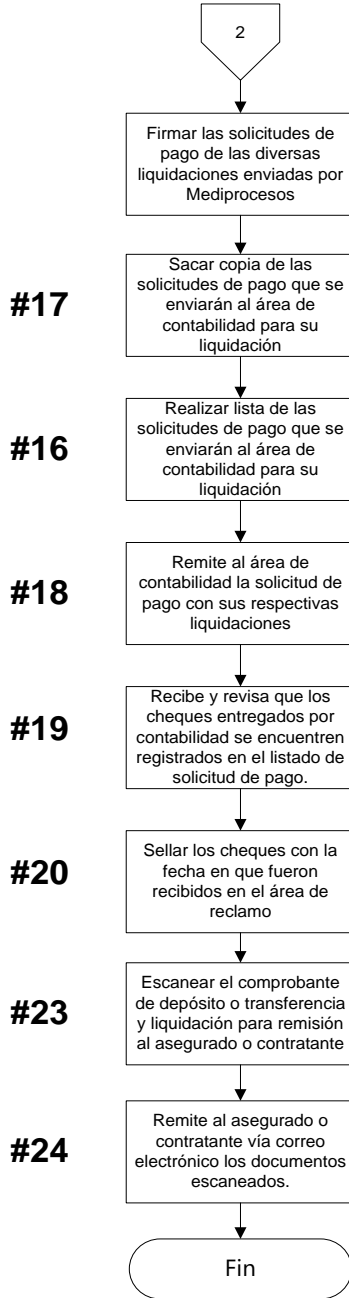 2
Firmar las solicitudes de
pago de las diversas
liquidaciones enviadas por
Mediprocesos
#17
Sacar copia de las
solicitudes de pago que se
enviarán al área de
contabilidad para su
liquidación
#16
Realizar lista de las
solicitudes de pago que se
enviarán al área de
contabilidad para su
liquidación
#18
Remite al área de
contabilidad la solicitud de
pago con sus respectivas
liquidaciones
#19
Recibe y revisa que los
cheques entregados por
contabilidad se encuentren
registrados en el listado de
solicitud de pago.
#20
Sellar los cheques con la
fecha en que fueron
recibidos en el área de
reclamo
#23
Escanear el comprobante
de depósito o transferencia
y liquidación para remisión
al asegurado o contratante
#24
Remite al asegurado o
contratante vía correo
electrónico los documentos
escaneados.
Fin